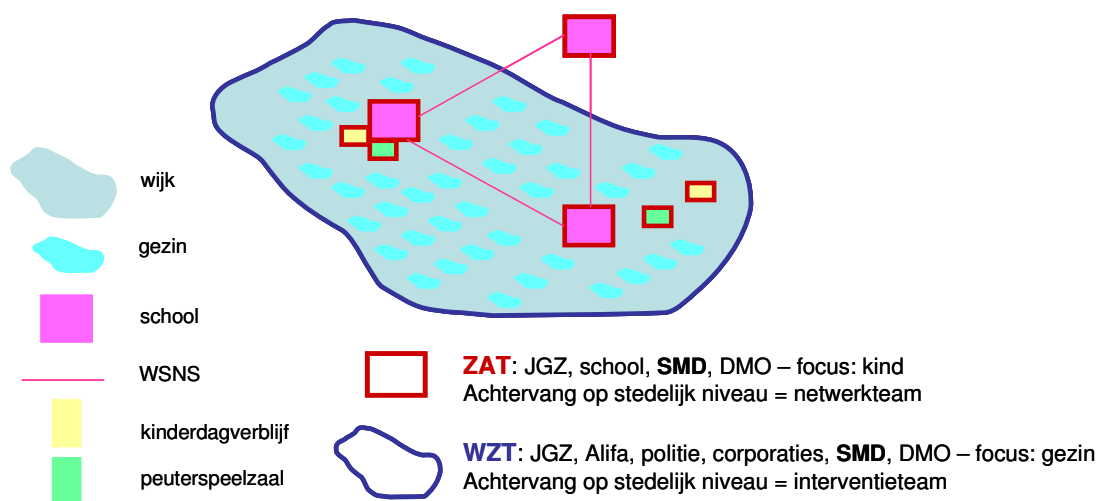 wijk
gezin
school
WSNS
kinderdagverblijf
peuterspeelzaal
ZAT: JGZ, school, SMD, DMO – focus: kind
Achtervang op stedelijk niveau = netwerkteam
WZT: JGZ, Alifa, politie, corporaties, SMD, DMO – focus: gezin
Achtervang op stedelijk niveau = interventieteam